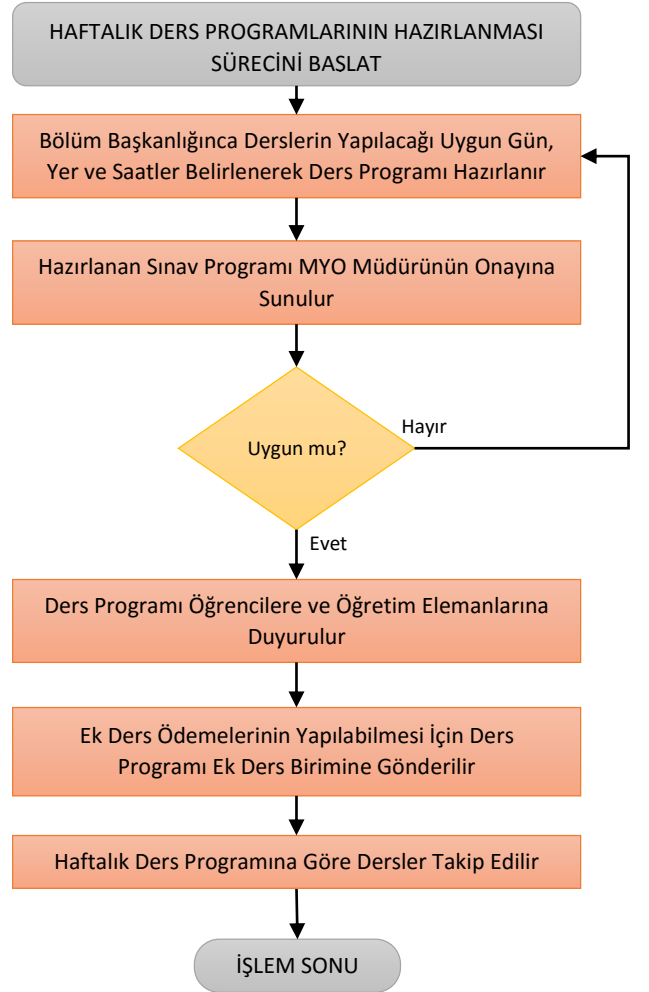 HAFTALIK DERS PROGRAMLARININ HAZIRLANMASI
SÜRECİNİ BAŞLAT
Bölüm Başkanlığınca Derslerin Yapılacağı Uygun Gün,
Yer ve Saatler Belirlenerek Ders Programı Hazırlanır
Hazırlanan Sınav Programı MYO Müdürünün Onayına
Sunulur
Uygun mu?
Hayır
Evet
Ders Programı Öğrencilere ve Öğretim Elemanlarına
Duyurulur
Ek Ders Ödemelerinin Yapılabilmesi İçin Ders
Programı Ek Ders Birimine Gönderilir
Haftalık Ders Programına Göre Dersler Takip Edilir
İŞLEM SONU